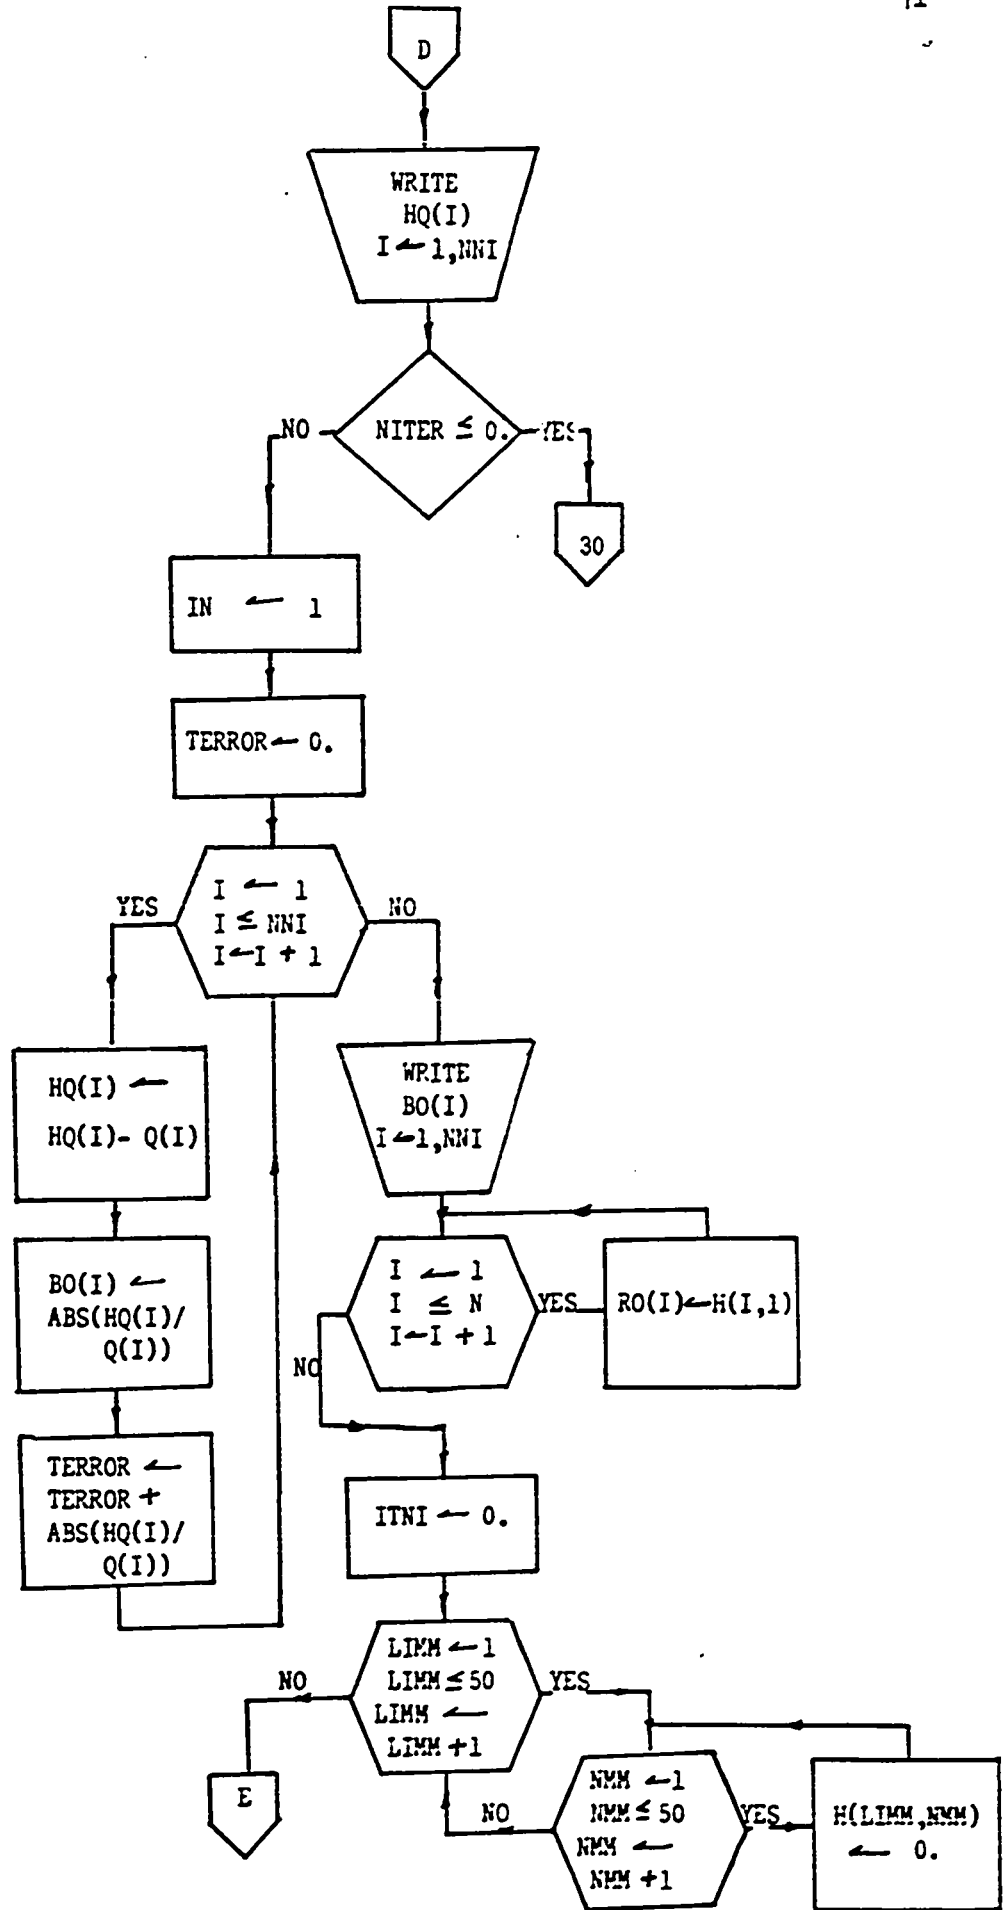 D
WRITE
HQ(I)
I ← 1,NNI
NO
NITER ≤ 0.
YES
30
IN ← 1
TERROR ← 0.
YES
I ← 1
I ≤ NNI
I ← I + 1
NO
HQ(I) ←
HQ(I)- Q(I)
WRITE
BO(I)
I ← 1,NNI
BO(I) ←
ABS(HQ(I)/
Q(I))
I ← 1
I ≤ N
I ← I + 1
YES
RO(I) ← H(I,1)
NO
TERROR ←
TERROR +
ABS(HQ(I)/
Q(I))
ITNI ← 0.
NO
LIMM ← 1
LIMM ≤ 50
LIMM ←
LIMM +1
YES
E
NO
NMM ← 1
NMM ≤ 50
NMM ←
NMM +1
YES
H(LIMM,NMM)
← 0.